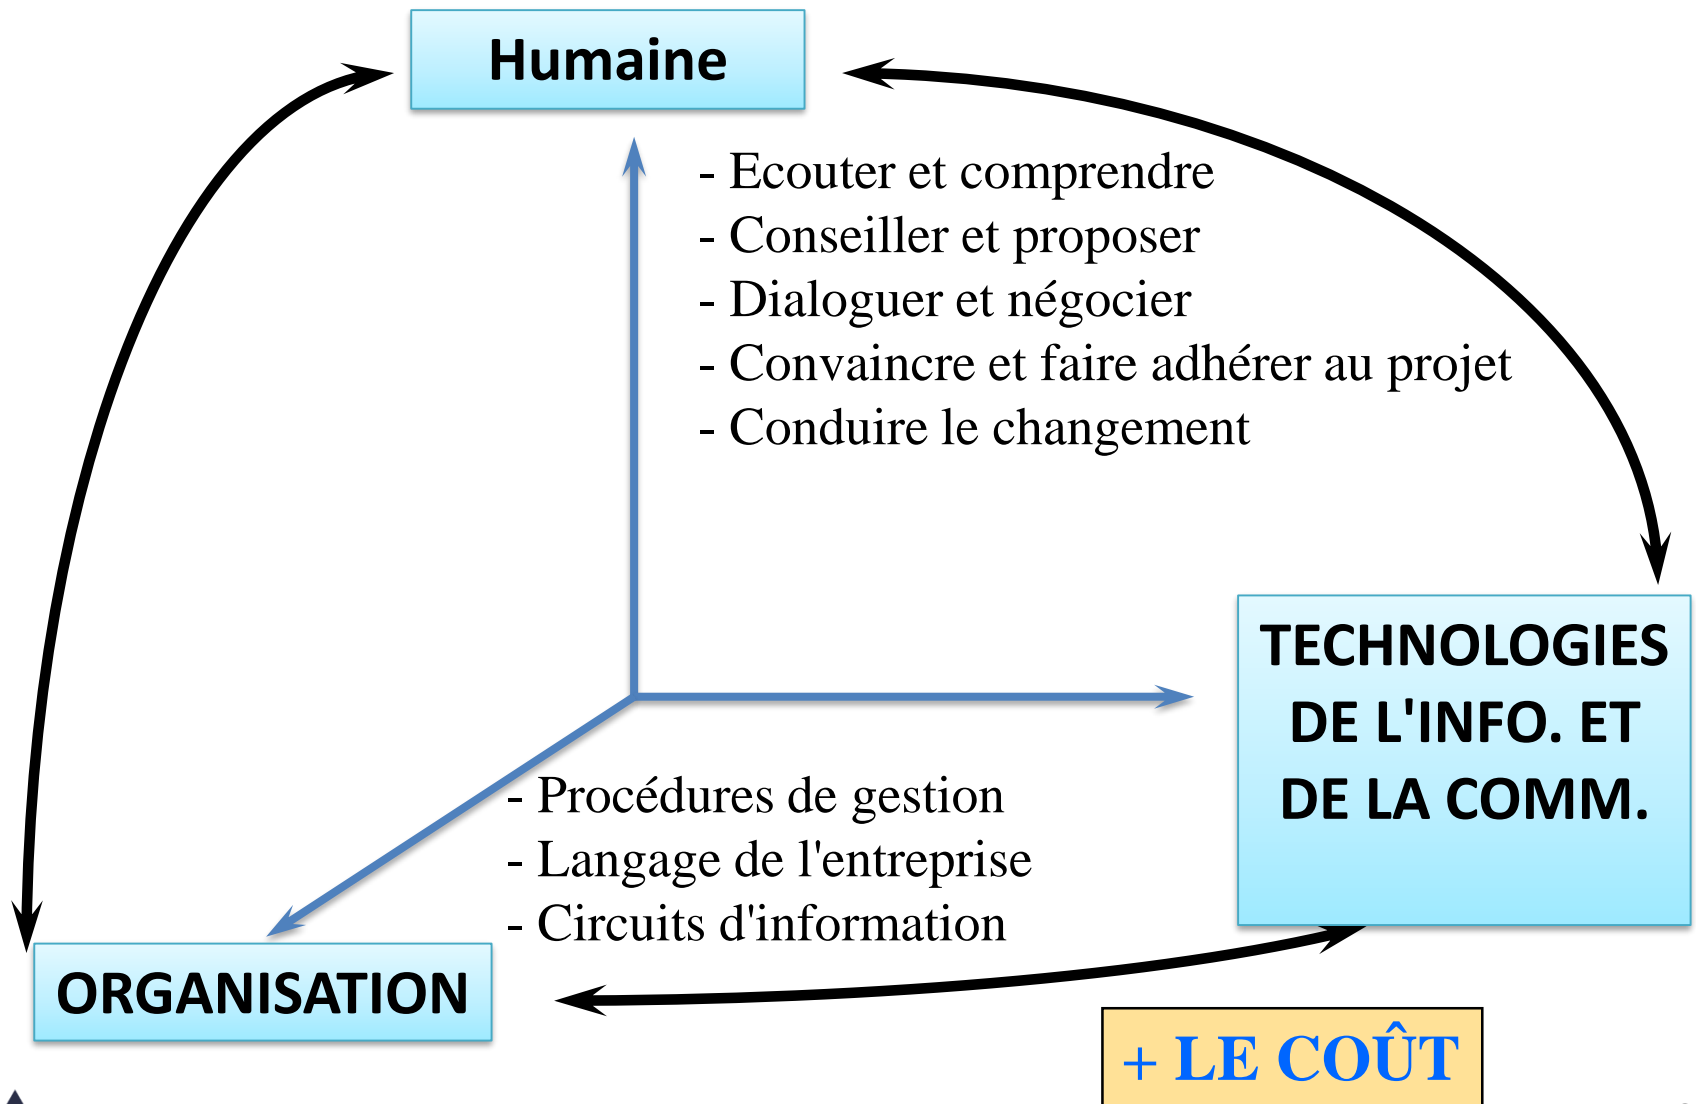 Humaine
- Ecouter et comprendre
- Conseiller et proposer
- Dialoguer et négocier
- Convaincre et faire adhérer au projet
- Conduire le changement
TECHNOLOGIES
DE L'INFO. ET
DE LA COMM.
- Procédures de gestion
- Langage de l'entreprise
- Circuits d'information
ORGANISATION
+ LE COÛT